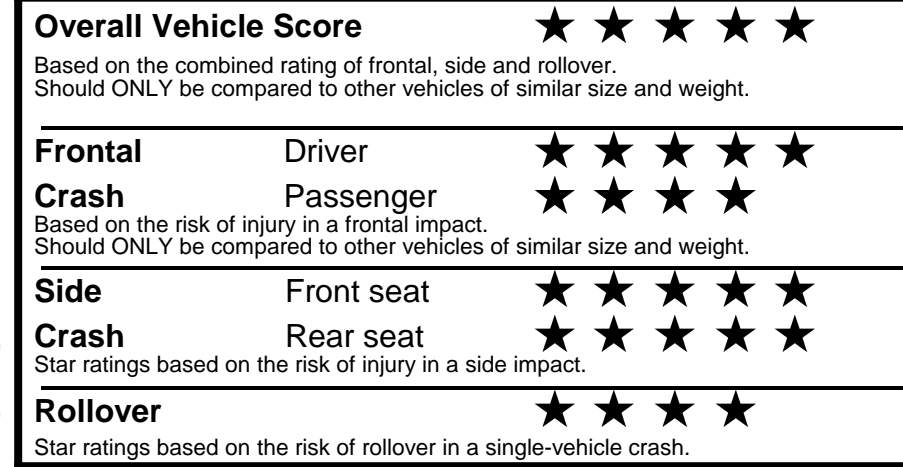 Overall Vehicle Score ★ ★ ★ ★ ★
Based on the combined rating of frontal, side and rollover.
Should ONLY be compared to other vehicles of similar size and weight.
Frontal Driver ★ ★ ★ ★ ★
Crash Passenger ★ ★ ★ ★
Based on the risk of injury in a frontal impact.
Should ONLY be compared to other vehicles of similar size and weight.
Side Front seat ★ ★ ★ ★ ★
Crash Rear seat ★ ★ ★ ★ ★
Star ratings based on the risk of injury in a side impact.
Rollover ★ ★ ★ ★
Star ratings based on the risk of rollover in a single-vehicle crash.